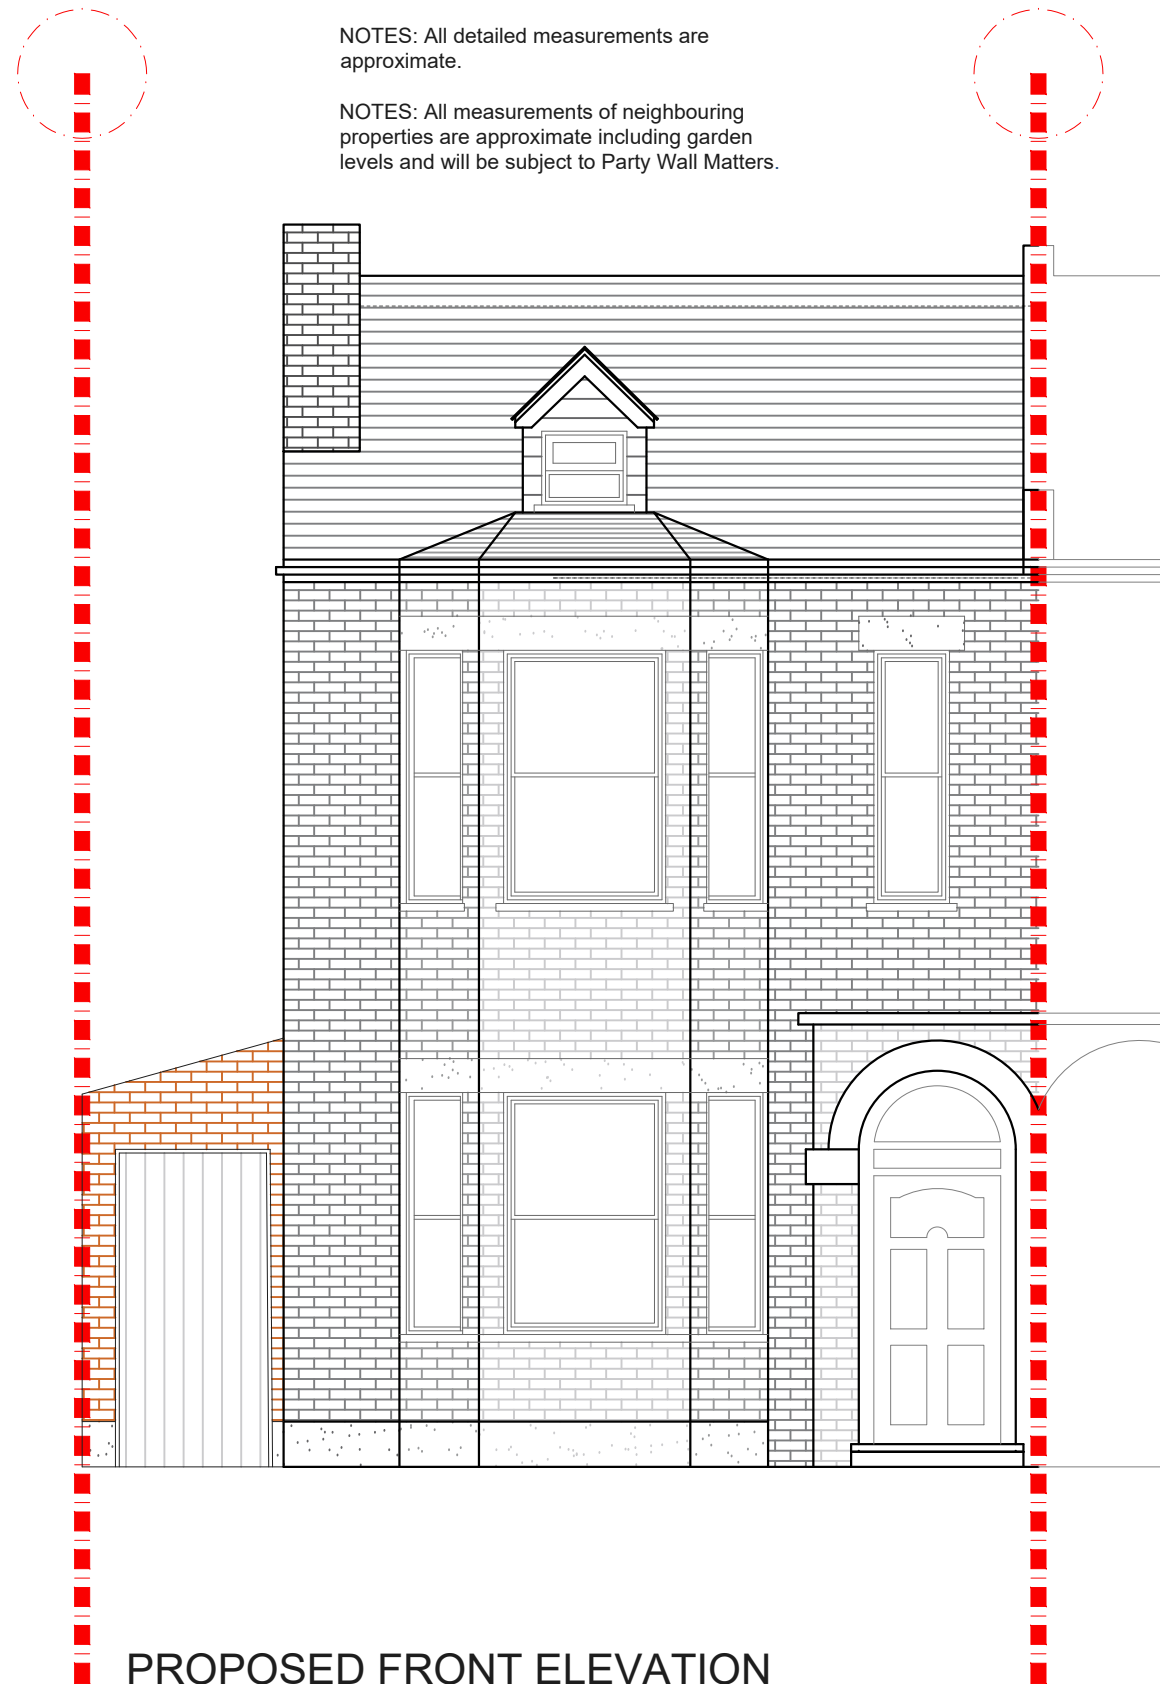 NOTES: All detailed measurements are
approximate.
NOTES: All measurements of neighbouring
properties are approximate including garden
levels and will be subject to Party Wall Matters.
PROPOSED FRONT ELEVATION